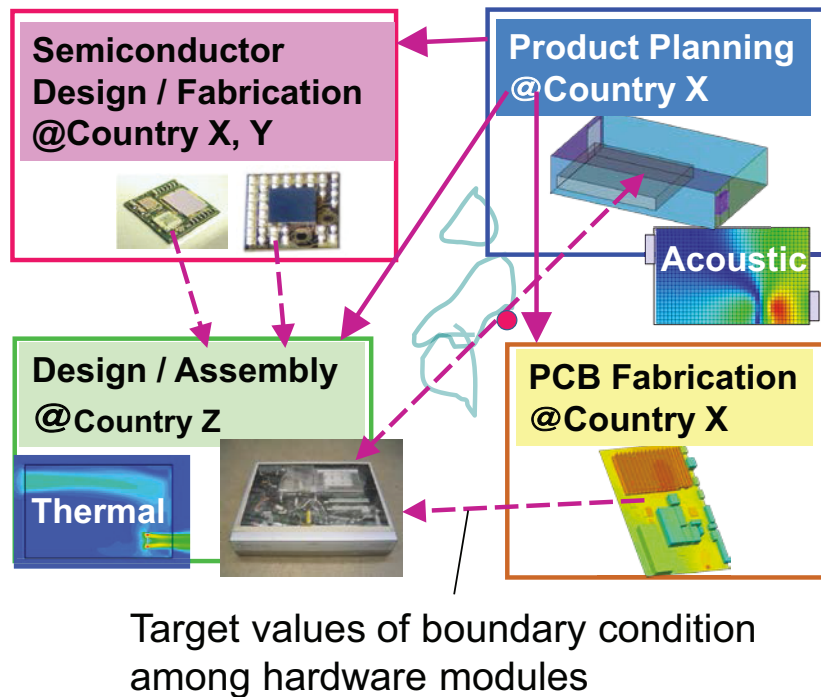 Semiconductor
Design / Fabrication
@Country X, Y
Product Planning
@Country X
Acoustic
Design / Assembly
@Country Z
Thermal
PCB Fabrication
@Country X
Target values of boundary condition
among hardware modules